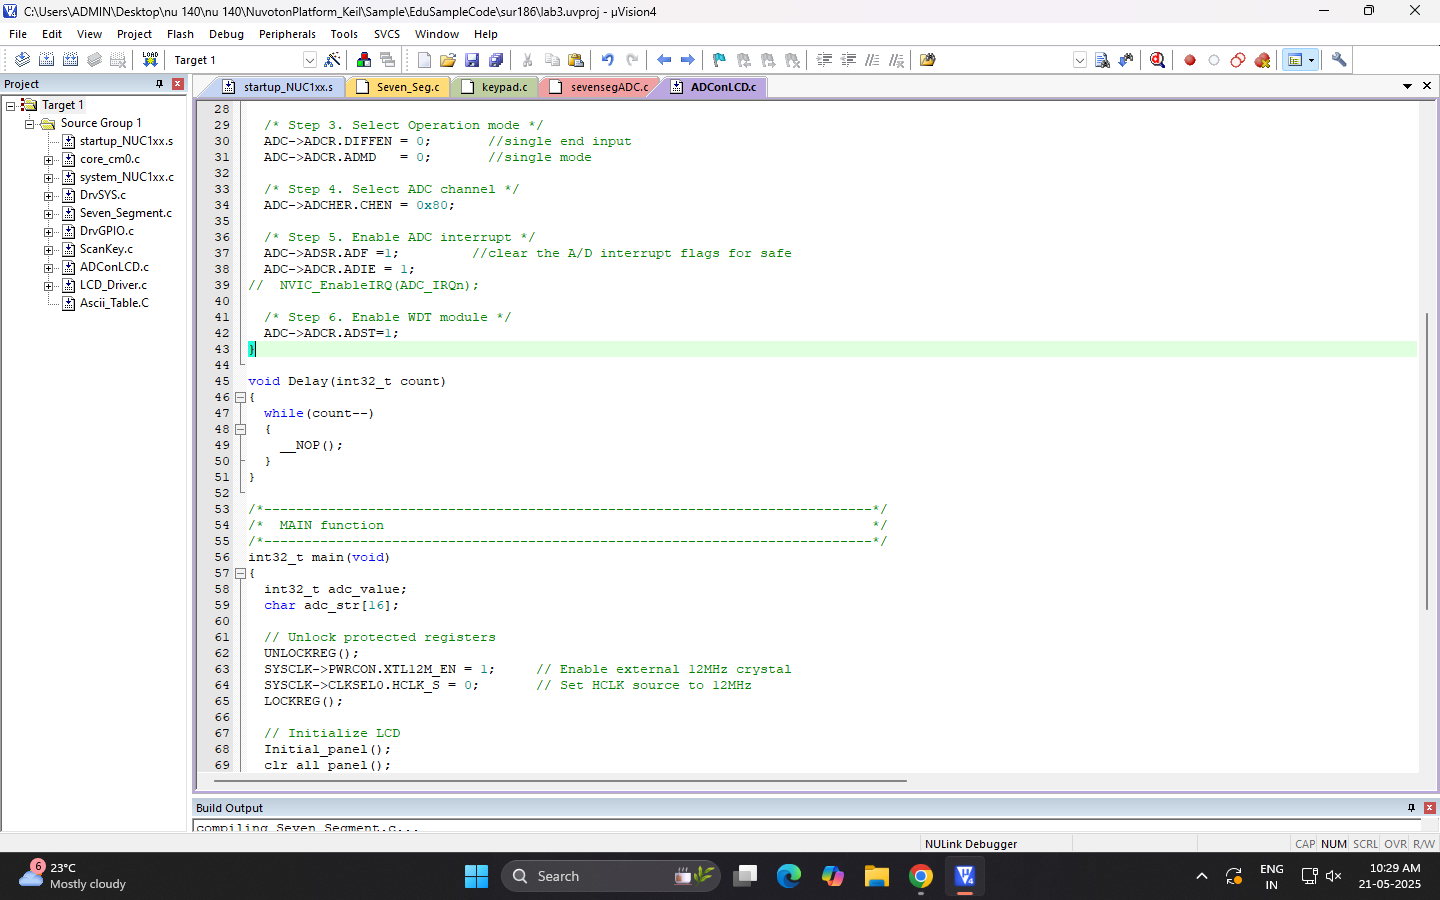 C:\Users\ADMIN\Desktop\nu 140\nu 140\NuvotonPlatform_Keil\Sample\EduSampleCode\sur186\lab3.uvproj - µVision4
File Edit View Project Flash Debug Peripherals Tools SVCS Window Help
LOAD Target 1
Project
startup_NUC1xx.s Seven_Seg.c keypad.c sevensegADC.c ADConLCD.c
Target 1
Source Group 1
startup_NUC1xx.s
core_cm0.c
system_NUC1xx.c
DrvSYS.c
Seven_Segment.c
DrvGPIO.c
ScanKey.c
ADConLCD.c
LCD_Driver.c
Ascii_Table.C
28
29 /* Step 3. Select Operation mode */
30 ADC->ADCR.DIFFEN = 0; //single end input
31 ADC->ADCR.ADMD = 0; //single mode
32
33 /* Step 4. Select ADC channel */
34 ADC->ADCHER.CHEN = 0x80;
35
36 /* Step 5. Enable ADC interrupt */
37 ADC->ADSR.ADF =1; //clear the A/D interrupt flags for safe
38 ADC->ADCR.ADIE = 1;
39 // NVIC_EnableIRQ(ADC_IRQn);
40
41 /* Step 6. Enable WDT module */
42 ADC->ADCR.ADST=1;
43 }
44
45 void Delay(int32_t count)
46 {
47 while(count--)
48 {
49 __NOP();
50 }
51 }
52
53 /*----------------------------------------------------------------------------*/
54 /* MAIN function */
55 /*----------------------------------------------------------------------------*/
56 int32_t main(void)
57 {
58 int32_t adc_value;
59 char adc_str[16];
60
61 // Unlock protected registers
62 UNLOCKREG();
63 SYSCLK->PWRCON.XTL12M_EN = 1; // Enable external 12MHz crystal
64 SYSCLK->CLKSEL0.HCLK_S = 0; // Set HCLK source to 12MHz
65 LOCKREG();
66
67 // Initialize LCD
68 Initial_panel();
69 clr_all_panel();
Build Output
compiling Seven_Segment.c...
NULink Debugger CAP NUM SCRL OVR R/W
6
23°C
Mostly cloudy
Search
ENG
IN
10:29 AM
21-05-2025